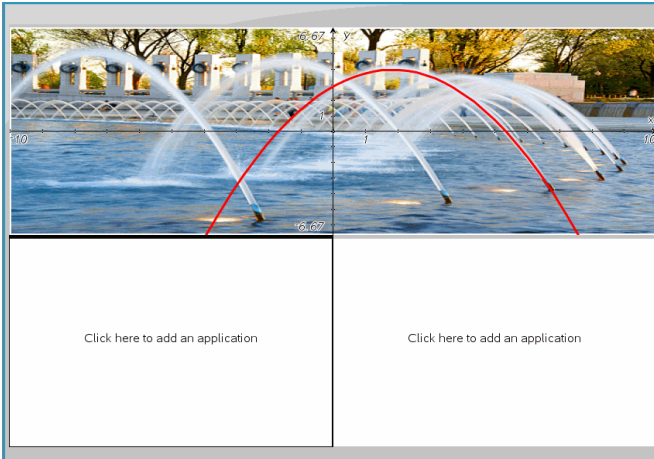 6.67 y
1
x
-10 1 10
-6.67
Click here to add an application
Click here to add an application